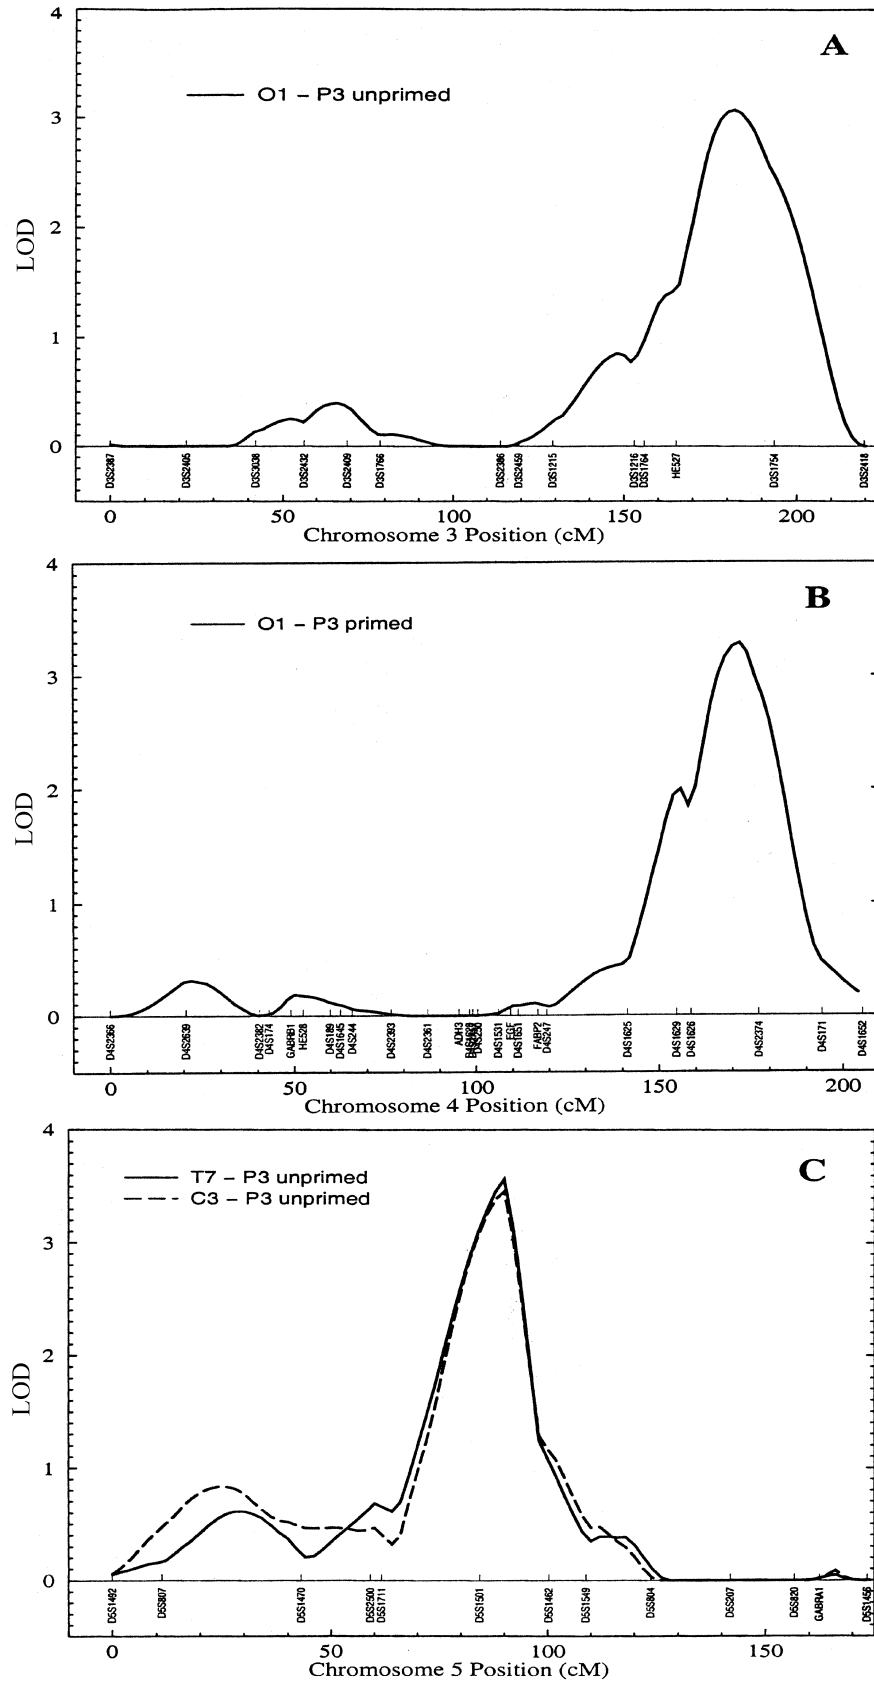 4
A
O1 – P3 unprimed
3
2
1
0
LOD
D3S2387 D3S2405 D3S3038 D3S2432 D3S2409 D3S1766 D3S2386 D3S2459 D3S1215 D3S1216 D3S1764 HE527 D3S1754 D3S2418
0 50 100 150 200
Chromosome 3 Position (cM)
4
B
O1 – P3 primed
3
2
1
0
LOD
D4S2366 D4S2639 D4S2382 D4S174 GABRB1 HE528 D4S189 D4S1645 D4S244 D4S2393 D4S2361 ADH3 D4S1531 EGF D4S1651 FABP2 D4S247 D4S1625 D4S1629 D4S1626 D4S2374 D4S171 D4S1652
0 50 100 150 200
Chromosome 4 Position (cM)
4
C
T7 – P3 unprimed
C3 – P3 unprimed
3
2
1
0
LOD
D5S1492 D5S807 D5S1470 D5S2500 D5S1711 D5S1501 D5S1462 D5S1549 D5S804 D5S207 D5S820 GABRA1 D5S1456
0 50 100 150
Chromosome 5 Position (cM)